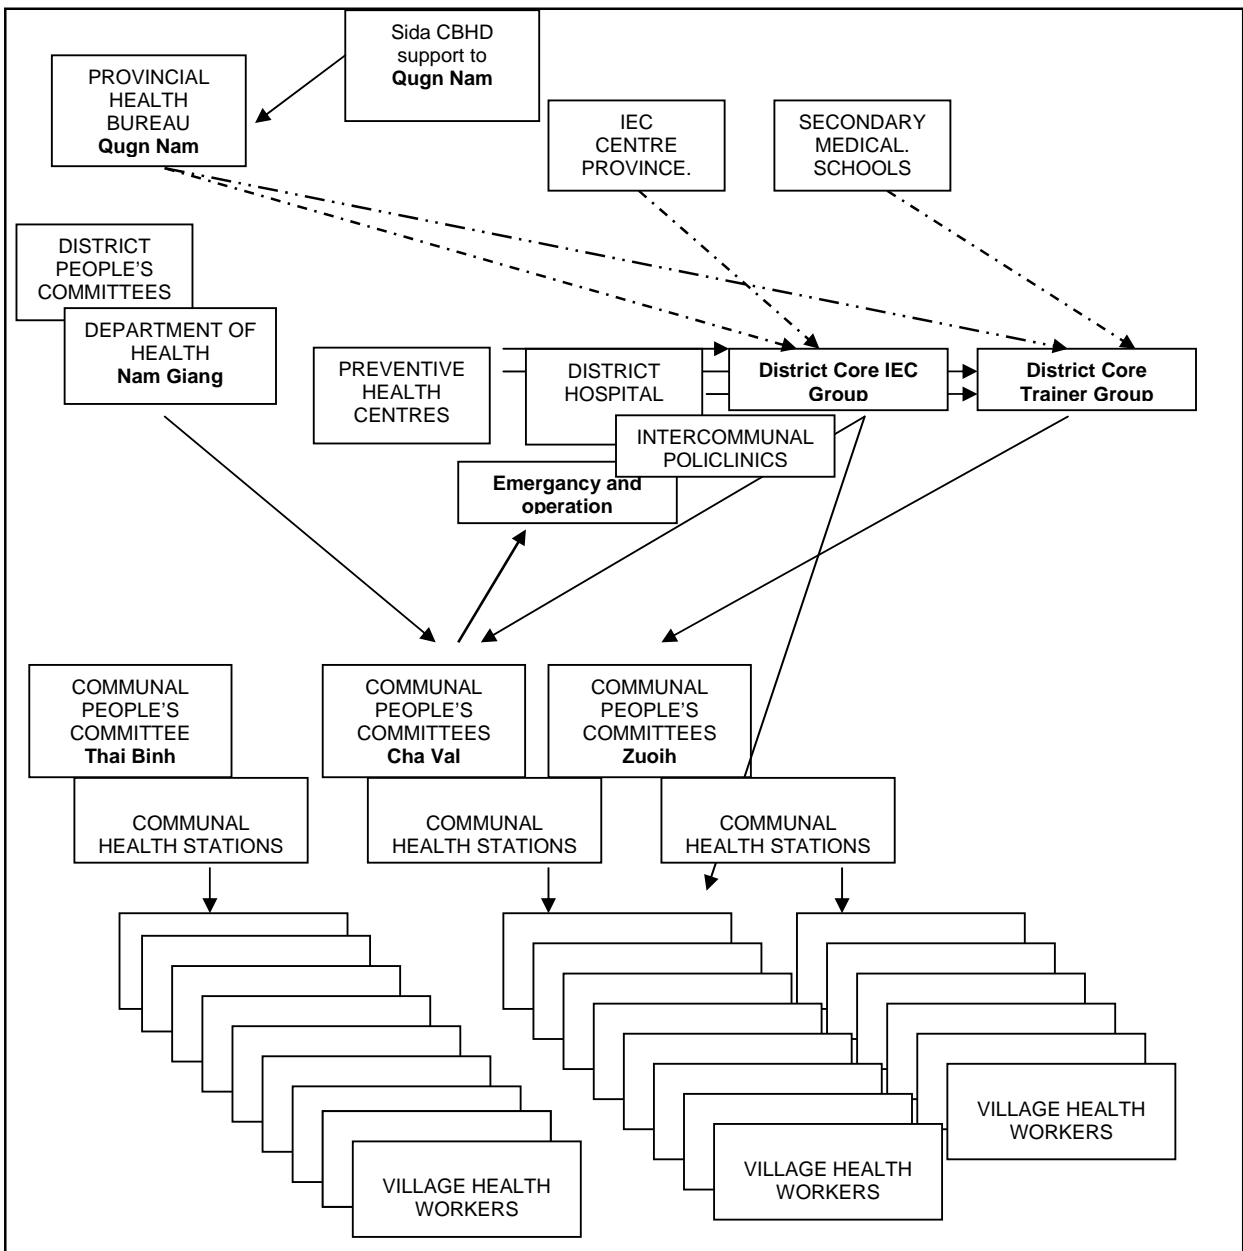 Sida CBHD
support to
Qugn Nam
PROVINCIAL
HEALTH
BUREAU
Qugn Nam
IEC
CENTRE
PROVINCE.
SECONDARY
MEDICAL.
SCHOOLS
DISTRICT
PEOPLE'S
COMMITTEES
DEPARTMENT OF
HEALTH
Nam Giang
PREVENTIVE
HEALTH
CENTRES
DISTRICT
HOSPITAL
District Core IEC
Group
District Core
Trainer Group
INTERCOMMUNAL
POLICLINICS
Emergancy and
operation
COMMUNAL
PEOPLE'S
COMMITTEE
Thai Binh
COMMUNAL
PEOPLE'S
COMMITTEES
Cha Val
COMMUNAL
PEOPLE'S
COMMITTEES
Zuoih
COMMUNAL
HEALTH STATIONS
COMMUNAL
HEALTH STATIONS
COMMUNAL
HEALTH STATIONS
VILLAGE HEALTH
WORKERS
VILLAGE HEALTH
WORKERS
VILLAGE HEALTH
WORKERS